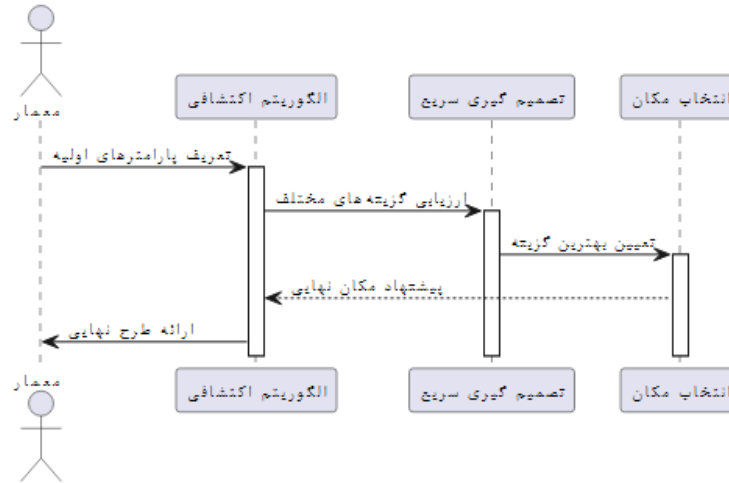 معمار
الگوریتم اکتشافی
تصمیم گیری سریع
انتخاب مکان
تعریف پارامترهای اولیه
ارزیابی گزینه های مختلف
تعیین بهترین گزینه
پیشنهاد مکان نهایی
ارائه طرح نهایی
معمار
الگوریتم اکتشافی
تصمیم گیری سریع
انتخاب مکان